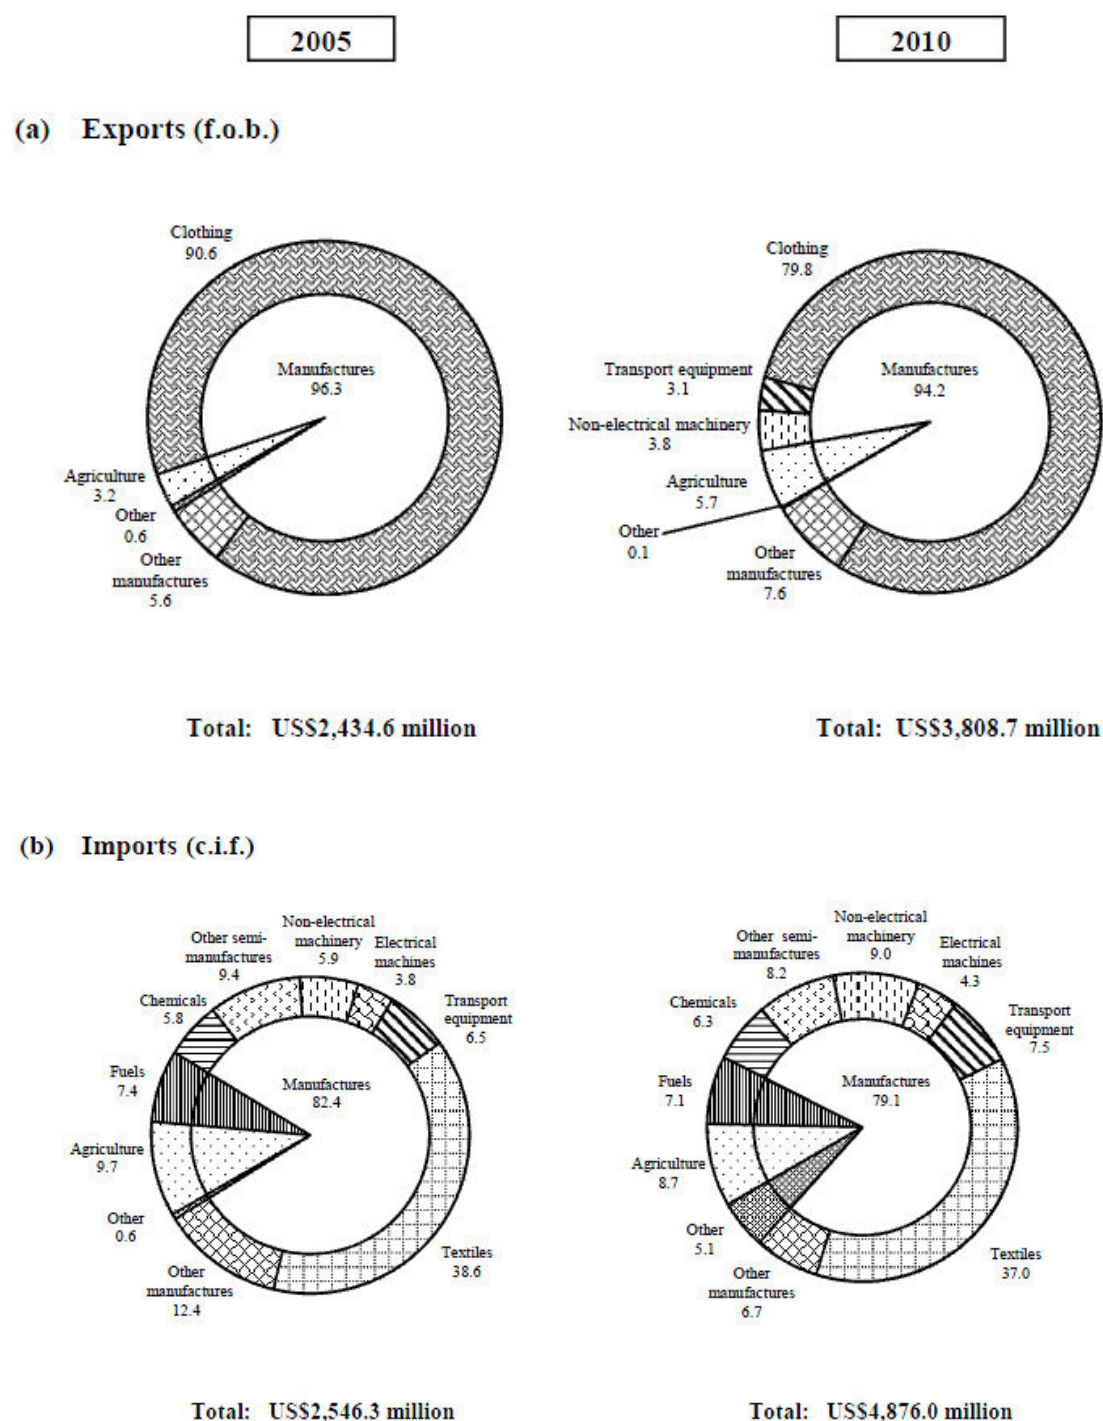 2005
2010
(a) Exports (f.o.b.)
Clothing
90.6
Manufactures
96.3
Agriculture
3.2
Other
0.6
Other
manufactures
5.6
Total: US$2,434.6 million
Clothing
79.8
Transport equipment
3.1
Manufactures
94.2
Non-electrical machinery
3.8
Agriculture
5.7
Other
0.1
Other
manufactures
7.6
Total: US$3,808.7 million
(b) Imports (c.i.f.)
Non-electrical
machinery
5.9
Other semi-
manufactures
9.4
Electrical
machines
3.8
Chemicals
5.8
Transport
equipment
6.5
Fuels
7.4
Manufactures
82.4
Agriculture
9.7
Other
0.6
Textiles
38.6
Other
manufactures
12.4
Total: US$2,546.3 million
Non-electrical
machinery
9.0
Other semi-
manufactures
8.2
Electrical
machines
4.3
Chemicals
6.3
Transport
equipment
7.5
Fuels
7.1
Manufactures
79.1
Agriculture
8.7
Other
5.1
Textiles
37.0
Other
manufactures
6.7
Total: US$4,876.0 million